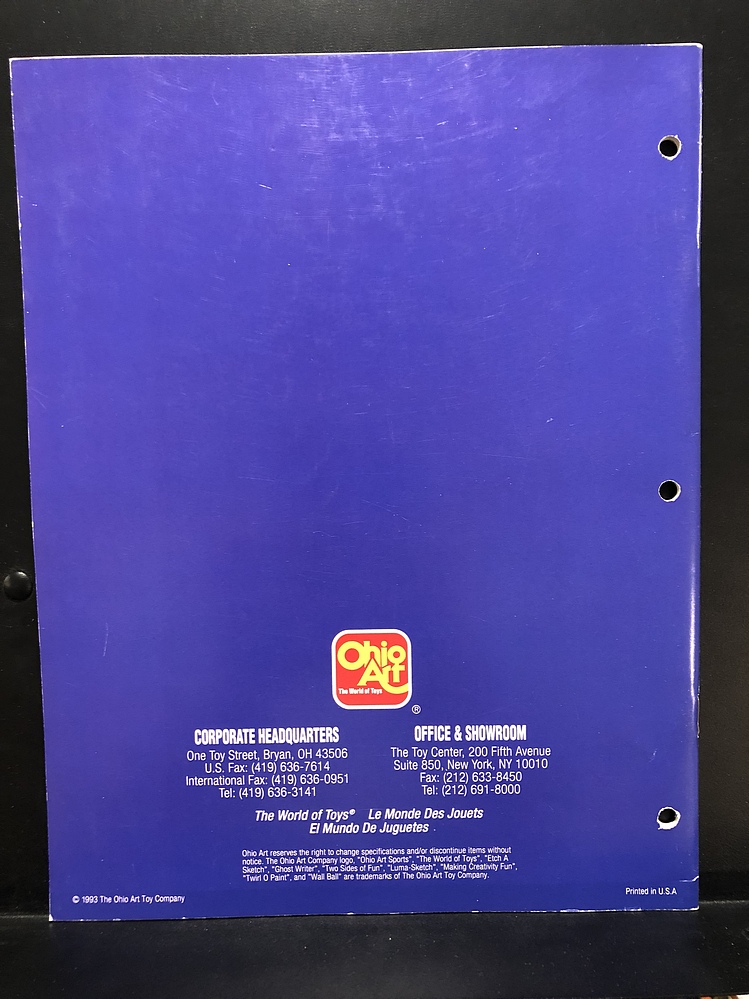 Ohio
Art
The World of Toys
®
CORPORATE HEADQUARTERS
One Toy Street, Bryan, OH 43506
U.S. Fax: (419) 636-7614
International Fax: (419) 636-0951
Tel: (419) 636-3141
OFFICE & SHOWROOM
The Toy Center, 200 Fifth Avenue
Suite 850, New York, NY 10010
Fax: (212) 633-8450
Tel: (212) 691-8000
The World of Toys® Le Monde Des Jouets
El Mundo De Juguetes
Ohio Art reserves the right to change specifications and/or discontinue items without
notice. The Ohio Art Company logo, "Ohio Art Sports", "The World of Toys", "Etch A
Sketch", "Ghost Writer", "Two Sides of Fun", "Luma-Sketch", "Making Creativity Fun",
"Twirl O Paint", and "Wall Ball" are trademarks of The Ohio Art Company.
© 1993 The Ohio Art Toy Company
Printed in U.S.A